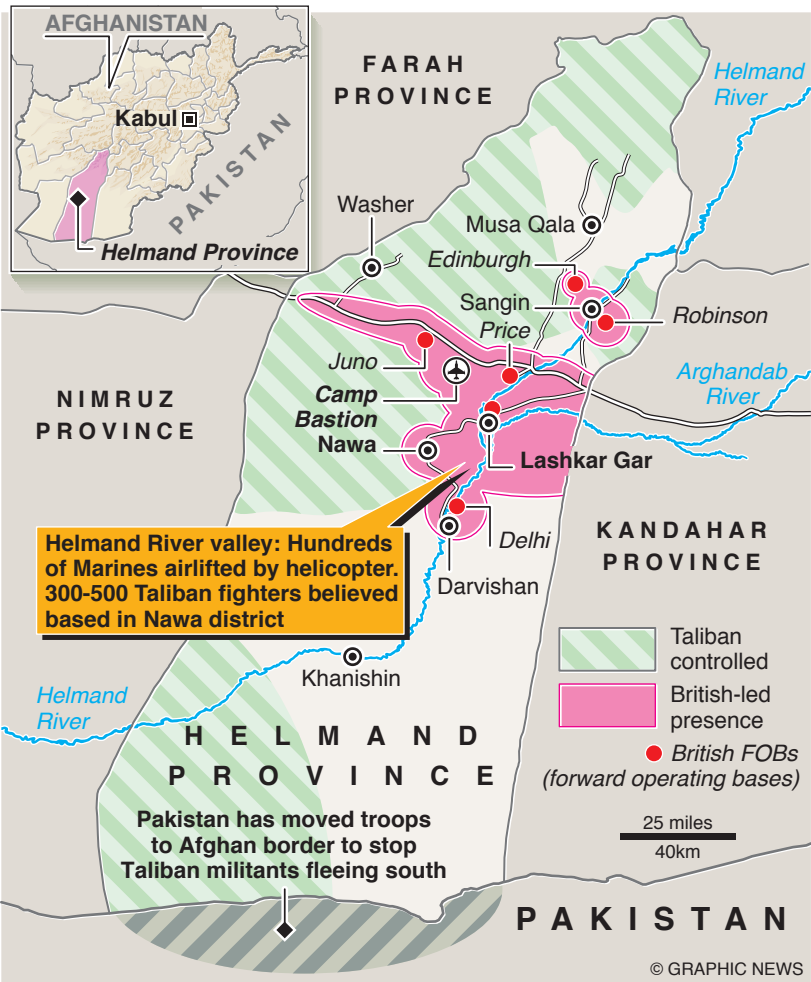 AFGHANISTAN
Kabul
PAKISTAN
Helmand Province
FARAH
PROVINCE
Helmand
River
Washer
Musa Qala
Edinburgh
Sangin
Price
Robinson
Juno
Camp
Bastion
Nawa
Arghandab
River
NIMRUZ
PROVINCE
Lashkar Gar
Delhi
Darvishan
KANDAHAR
PROVINCE
Helmand River valley: Hundreds
of Marines airlifted by helicopter.
300-500 Taliban fighters believed
based in Nawa district
Khanishin
Helmand
River
HELMAND
PROVINCE
Taliban
controlled
British-led
presence
British FOBs
(forward operating bases)
25 miles
40km
Pakistan has moved troops
to Afghan border to stop
Taliban militants fleeing south
PAKISTAN
© GRAPHIC NEWS